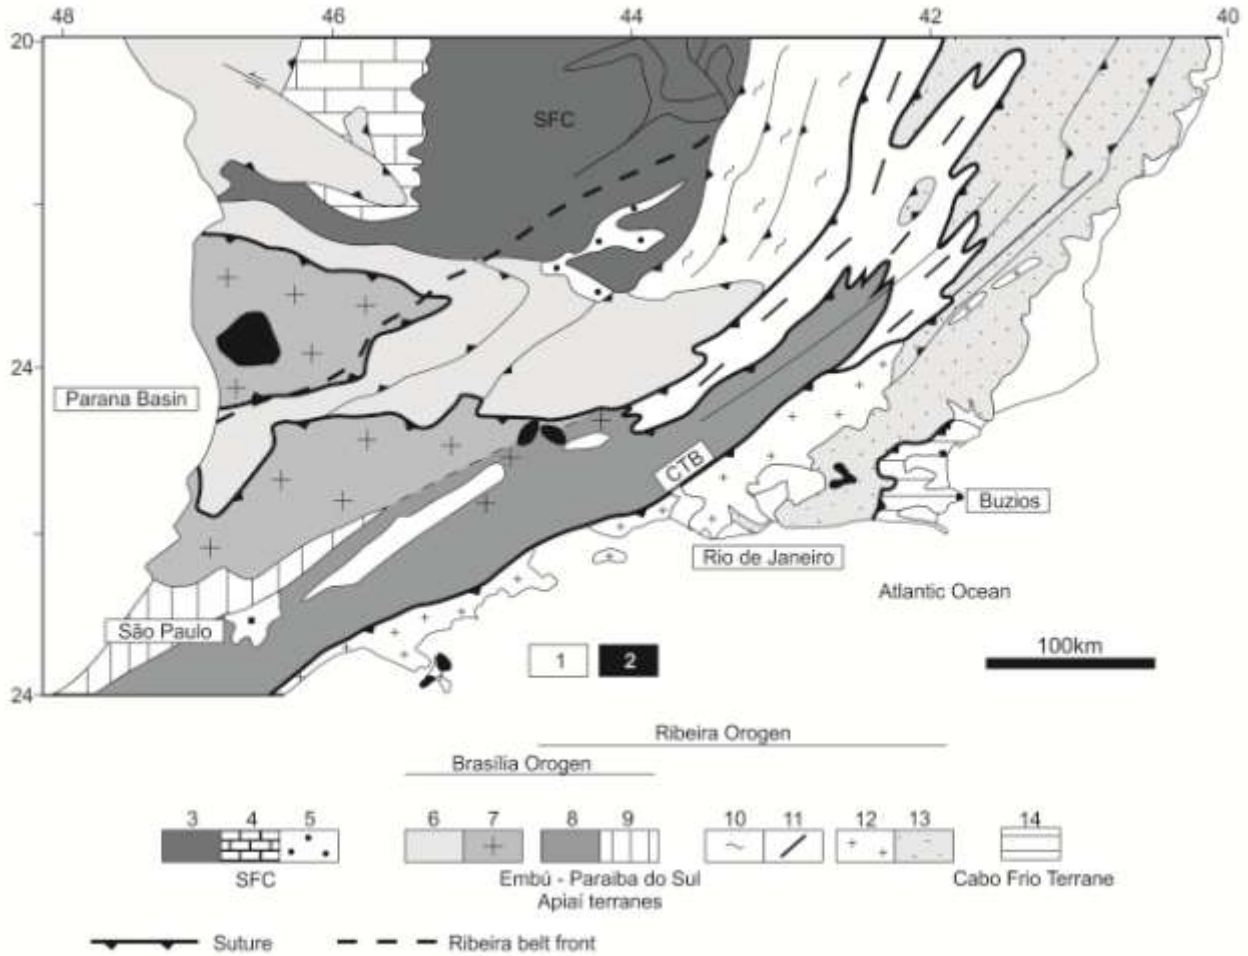 48 46 44 42 40
20
SFC
24
Parana Basin
CTB
Buzios
Rio de Janeiro
Atlantic Ocean
São Paulo
1 2
100km
24
Ribeira Orogen
Brasília Orogen
3 4 5 6 7 8 9 10 11 12 13 14
SFC Embú - Paraiba do Sul Cabo Frio Terrane
Apiaí terranes
Suture Ribeira belt front